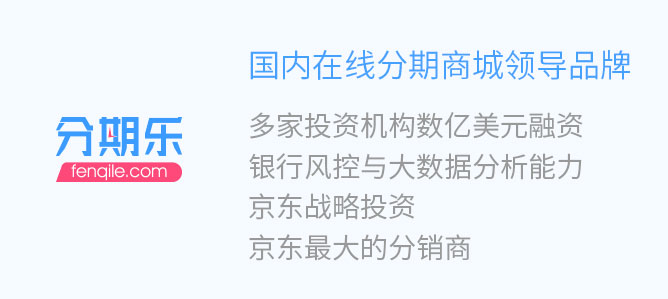 国内在线分期商城领导品牌
多家投资机构数亿美元融资
分期乐
fenqile.com
银行风控与大数据分析能力
京东战略投资
京东最大的分销商